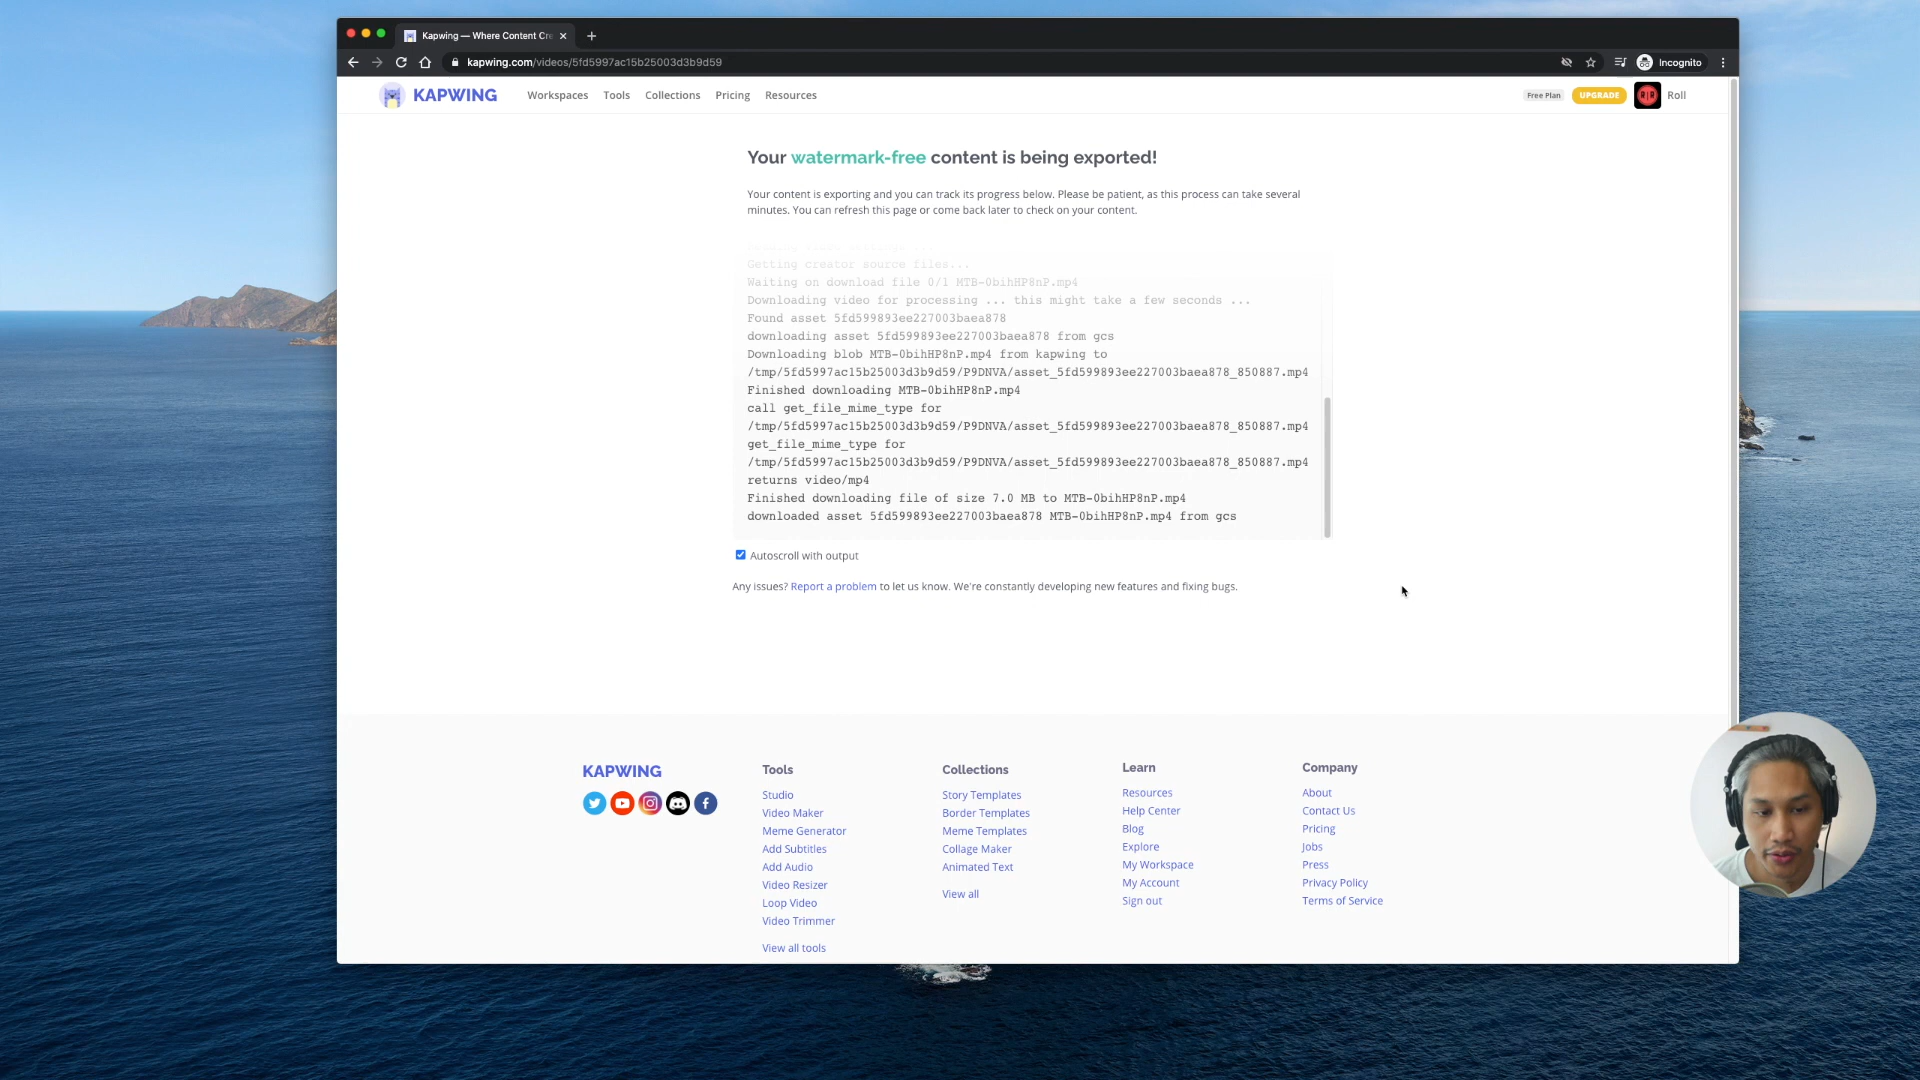 Kapwing — Where Content Cre
kapwing.com/videos/5fd5997ac15b25003d3b9d59
Incognito
KAPWING
Workspaces
Tools
Collections
Pricing
Resources
Free Plan
UPGRADE
Roll
Your watermark-free content is being exported!
Your content is exporting and you can track its progress below. Please be patient, as this process can take several
minutes. You can refresh this page or come back later to check on your content.
Getting creator source files...
Waiting on download file 0/1 MTB-0bihHP8nP.mp4
Downloading video for processing ... this might take a few seconds ...
Found asset 5fd599893ee227003baea878
downloading asset 5fd599893ee227003baea878 from gcs
Downloading blob MTB-0bihHP8nP.mp4 from kapwing to
/tmp/5fd5997ac15b25003d3b9d59/P9DNVA/asset_5fd599893ee227003baea878_850887.mp4
Finished downloading MTB-0bihHP8nP.mp4
call get_file_mime_type for
/tmp/5fd5997ac15b25003d3b9d59/P9DNVA/asset_5fd599893ee227003baea878_850887.mp4
get_file_mime_type for
/tmp/5fd5997ac15b25003d3b9d59/P9DNVA/asset_5fd599893ee227003baea878_850887.mp4
returns video/mp4
Finished downloading file of size 7.0 MB to MTB-0bihHP8nP.mp4
downloaded asset 5fd599893ee227003baea878 MTB-0bihHP8nP.mp4 from gcs
Autoscroll with output
Any issues? Report a problem to let us know. We're constantly developing new features and fixing bugs.
KAPWING
Tools
Studio
Video Maker
Meme Generator
Add Subtitles
Add Audio
Video Resizer
Loop Video
Video Trimmer
View all tools
Collections
Story Templates
Border Templates
Meme Templates
Collage Maker
Animated Text
View all
Learn
Resources
Help Center
Blog
Explore
My Workspace
My Account
Sign out
Company
About
Contact Us
Pricing
Jobs
Press
Privacy Policy
Terms of Service